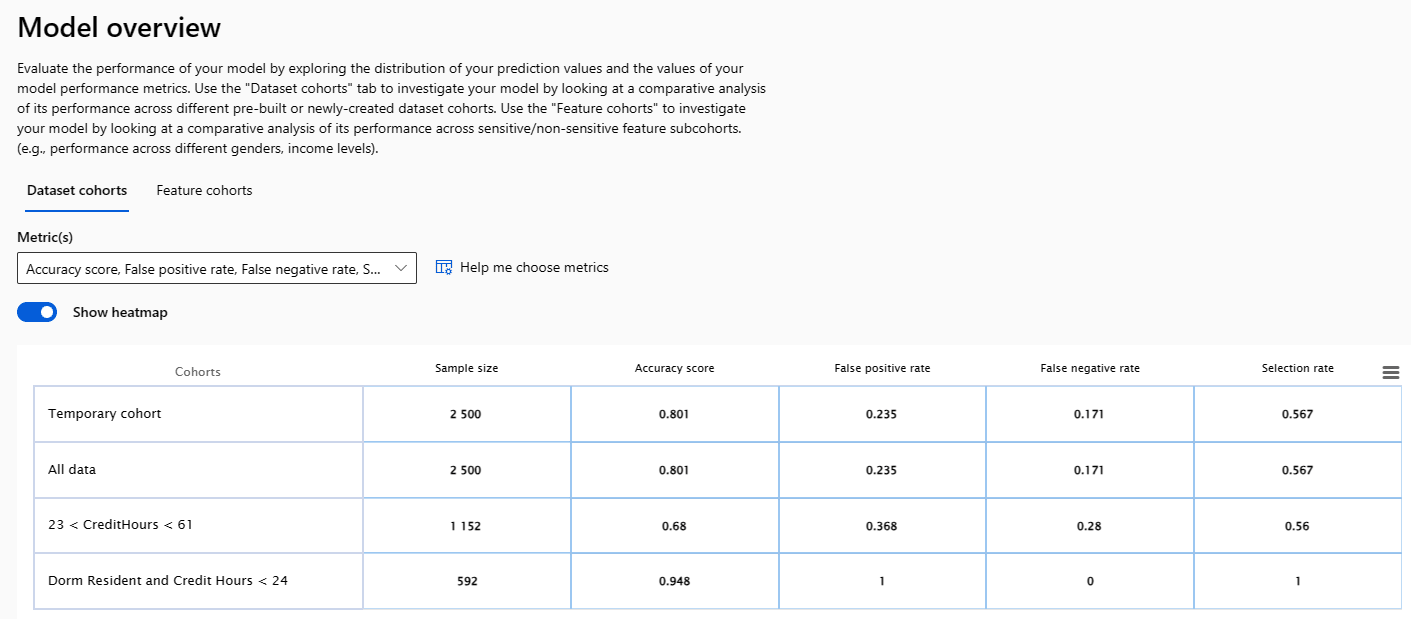 Model overview
Evaluate the performance of your model by exploring the distribution of your prediction values and the values of your
model performance metrics. Use the "Dataset cohorts" tab to investigate your model by looking at a comparative analysis
of its performance across different pre-built or newly-created dataset cohorts. Use the "Feature cohorts" to investigate
your model by looking at a comparative analysis of its performance across sensitive/non-sensitive feature subcohorts.
(e.g., performance across different genders, income levels).
Dataset cohorts Feature cohorts
Metric(s)
Accuracy score, False positive rate, False negative rate, S... Help me choose metrics
Show heatmap
Cohorts Sample size Accuracy score False positive rate False negative rate Selection rate
Temporary cohort 2 500 0.801 0.235 0.171 0.567
All data 2 500 0.801 0.235 0.171 0.567
23 < CreditHours < 61 1 152 0.68 0.368 0.28 0.56
Dorm Resident and Credit Hours < 24 592 0.948 1 0 1